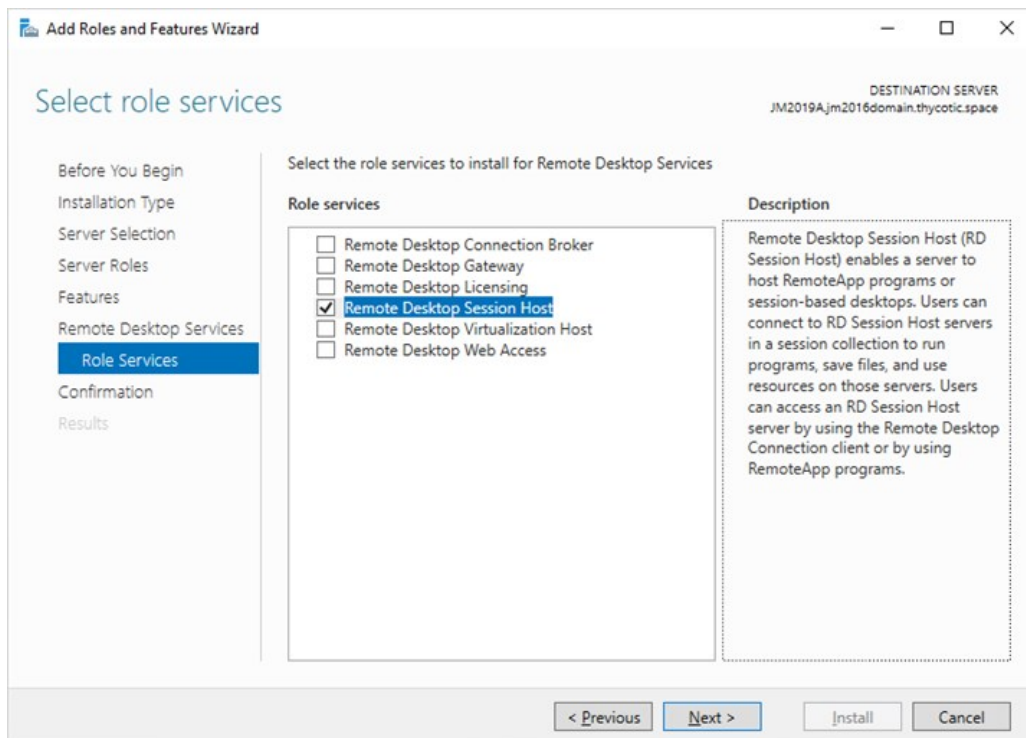 Add Roles and Features Wizard
Select role services
DESTINATION SERVER
JM2019A.jm2016domain.thycotic.space
Before You Begin
Installation Type
Server Selection
Server Roles
Features
Remote Desktop Services
Role Services
Confirmation
Results
Select the role services to install for Remote Desktop Services
Role services
Remote Desktop Connection Broker
Remote Desktop Gateway
Remote Desktop Licensing
Remote Desktop Session Host
Remote Desktop Virtualization Host
Remote Desktop Web Access
Description
Remote Desktop Session Host (RD
Session Host) enables a server to
host RemoteApp programs or
session-based desktops. Users can
connect to RD Session Host servers
in a session collection to run
programs, save files, and use
resources on those servers. Users
can access an RD Session Host
server by using the Remote Desktop
Connection client or by using
RemoteApp programs.
< Previous
Next >
Install
Cancel